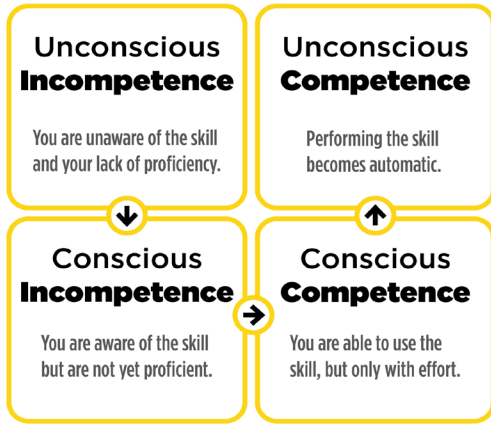 Unconscious
Incompetence
You are unaware of the skill
and your lack of proficiency.
Unconscious
Competence
Performing the skill
becomes automatic.
Conscious
Incompetence
You are aware of the skill
but are not yet proficient.
Conscious
Competence
You are able to use the
skill, but only with effort.